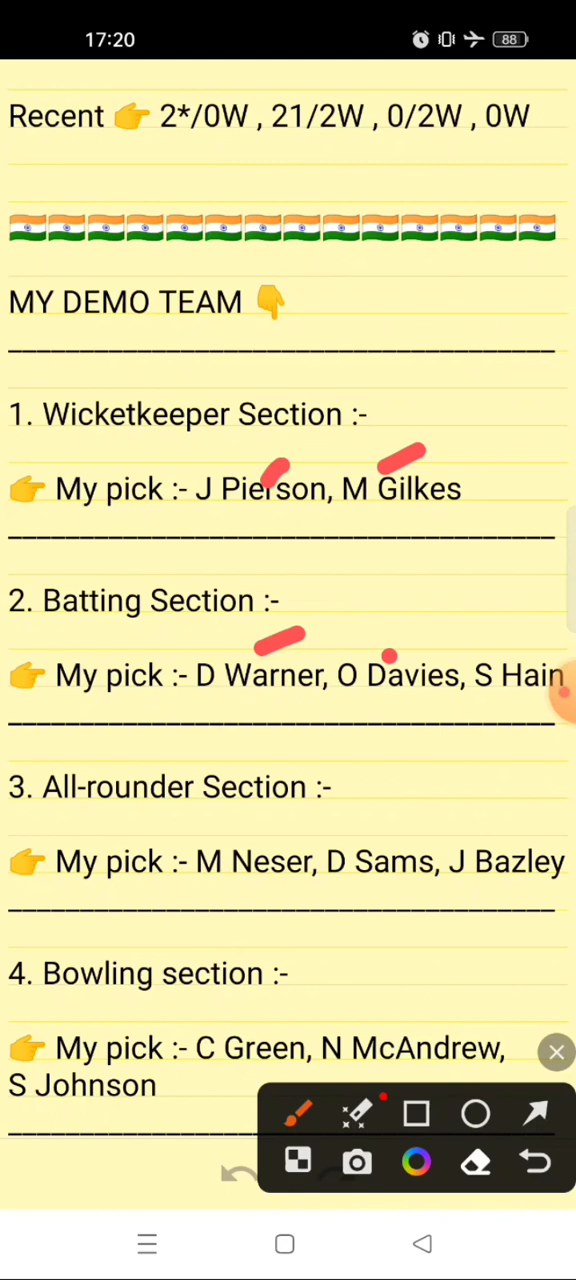 17:20
88
Recent 👉 2*/0W , 21/2W , 0/2W , 0W
🇮🇳🇮🇳🇮🇳🇮🇳🇮🇳🇮🇳🇮🇳🇮🇳🇮🇳🇮🇳🇮🇳🇮🇳🇮🇳🇮🇳
MY DEMO TEAM 👇
1. Wicketkeeper Section :-
👉 My pick :- J Pierson, M Gilkes
2. Batting Section :-
👉 My pick :- D Warner, O Davies, S Hain
3. All-rounder Section :-
👉 My pick :- M Neser, D Sams, J Bazley
4. Bowling section :-
👉 My pick :- C Green, N McAndrew,
S Johnson